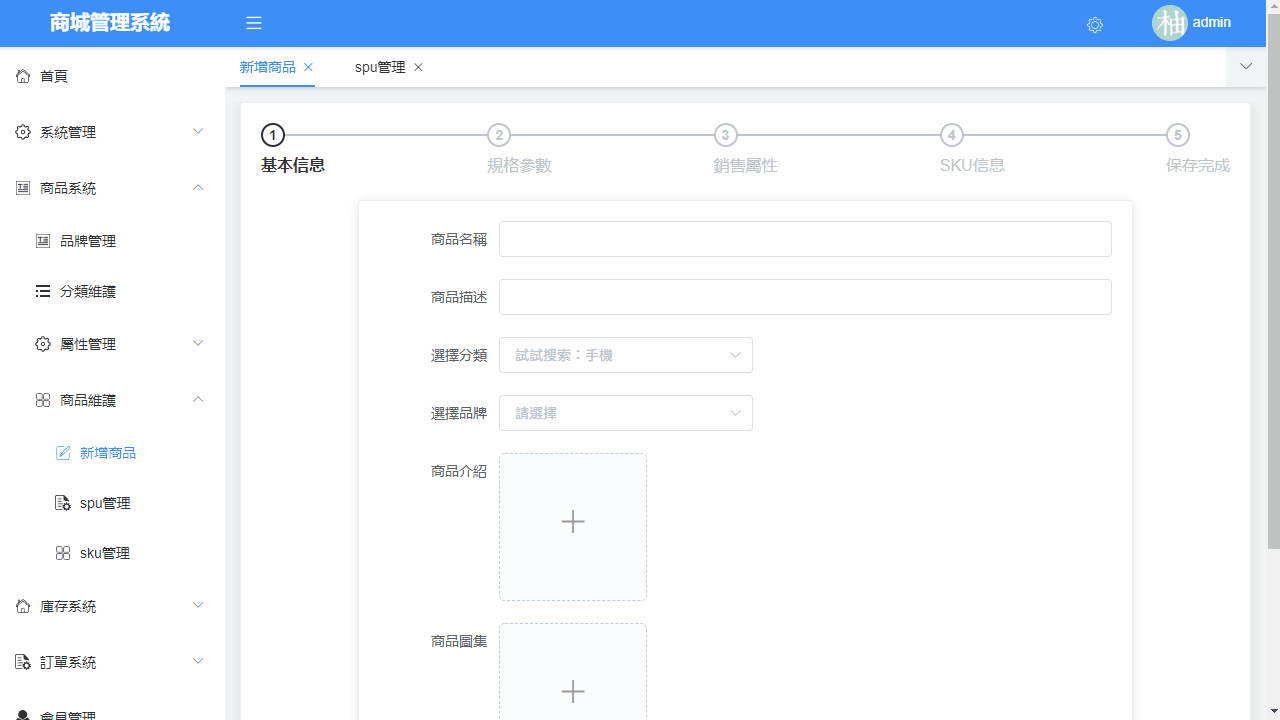 商城管理系統
柚 admin
首頁
系統管理
商品系統
品牌管理
分類維護
屬性管理
商品維護
新增商品
spu管理
sku管理
庫存系統
訂單系統
會員管理
新增商品 spu管理
1 2 3 4 5
基本信息 規格參數 銷售屬性 SKU信息 保存完成
商品名稱
商品描述
選擇分類 試試搜索：手機
選擇品牌 請選擇
商品介紹
商品圖集